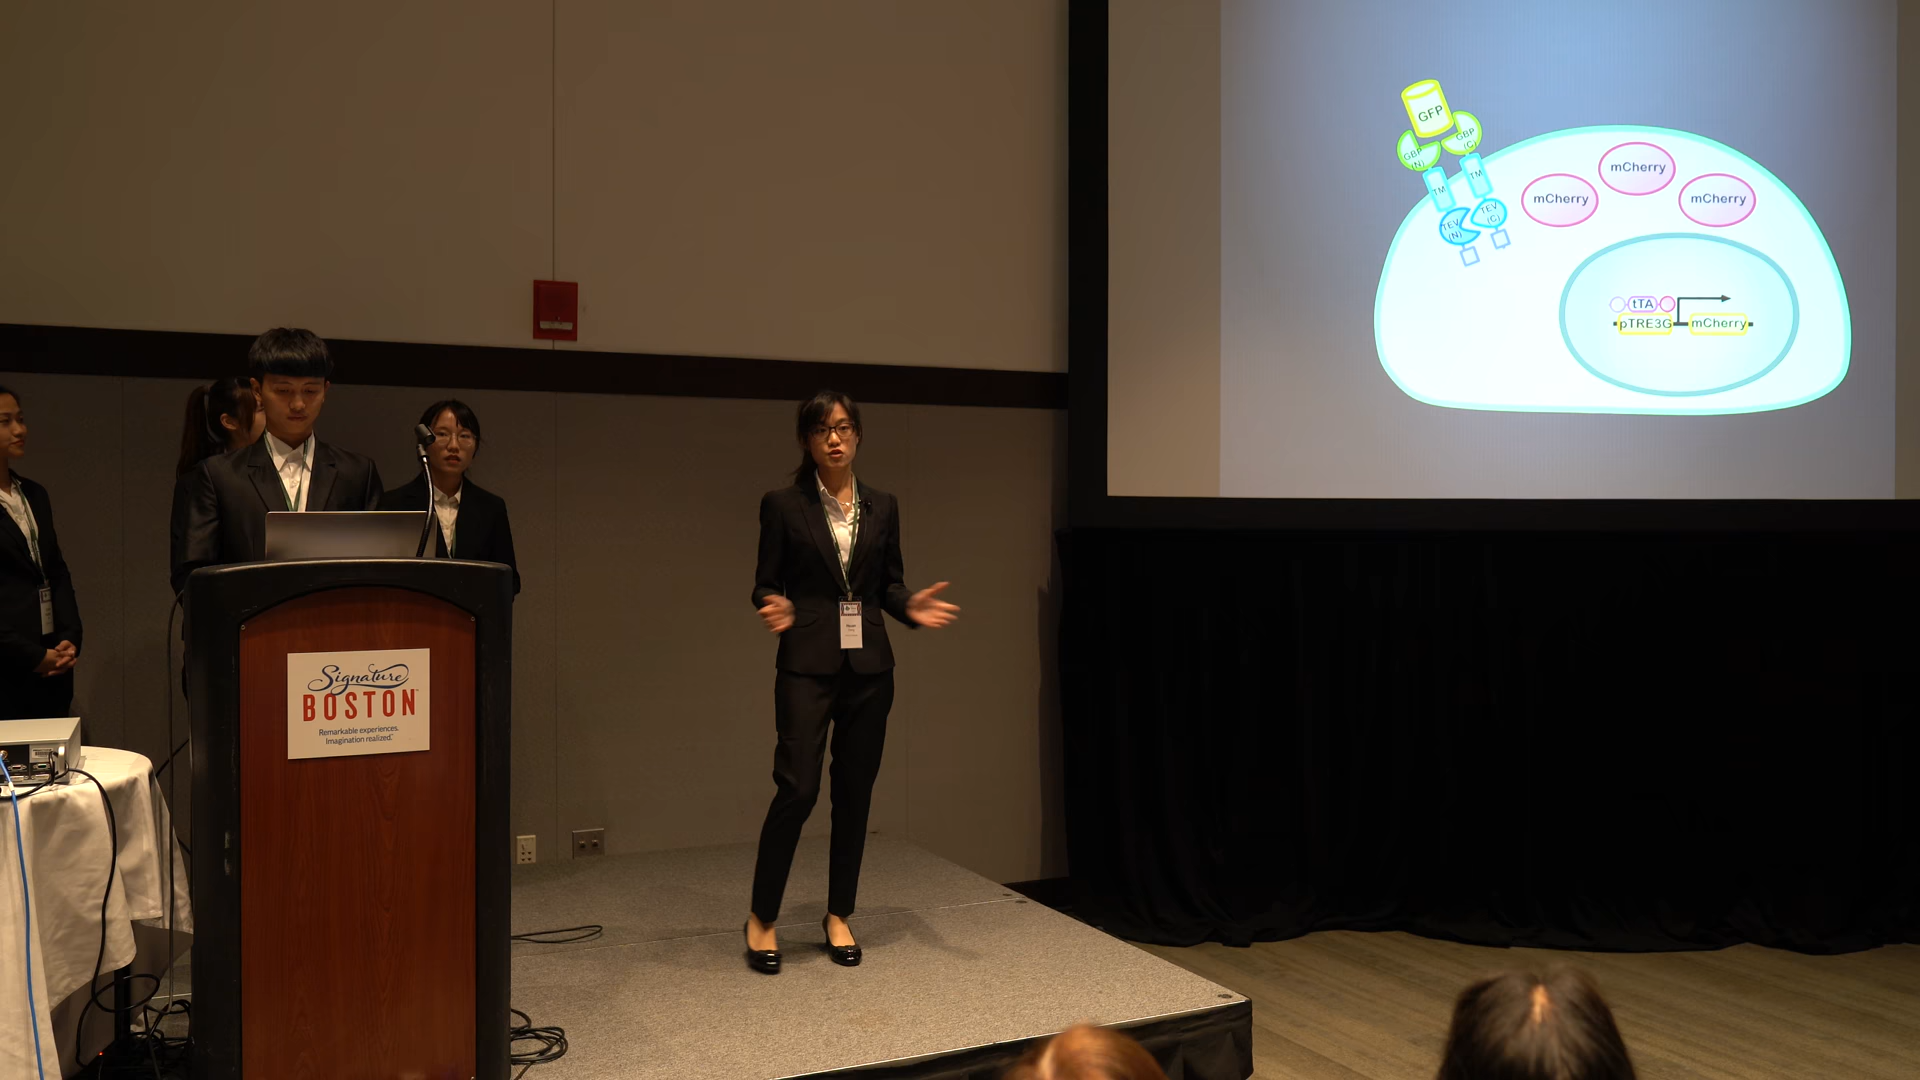 GFP
GBP
(N)
GBP
(C)
TM
TM
TEV
(N)
TEV
(C)
mCherry
mCherry
mCherry
tTA
pTRE3G
mCherry
Signature
BOSTON
Remarkable experiences.
Imagination realized.